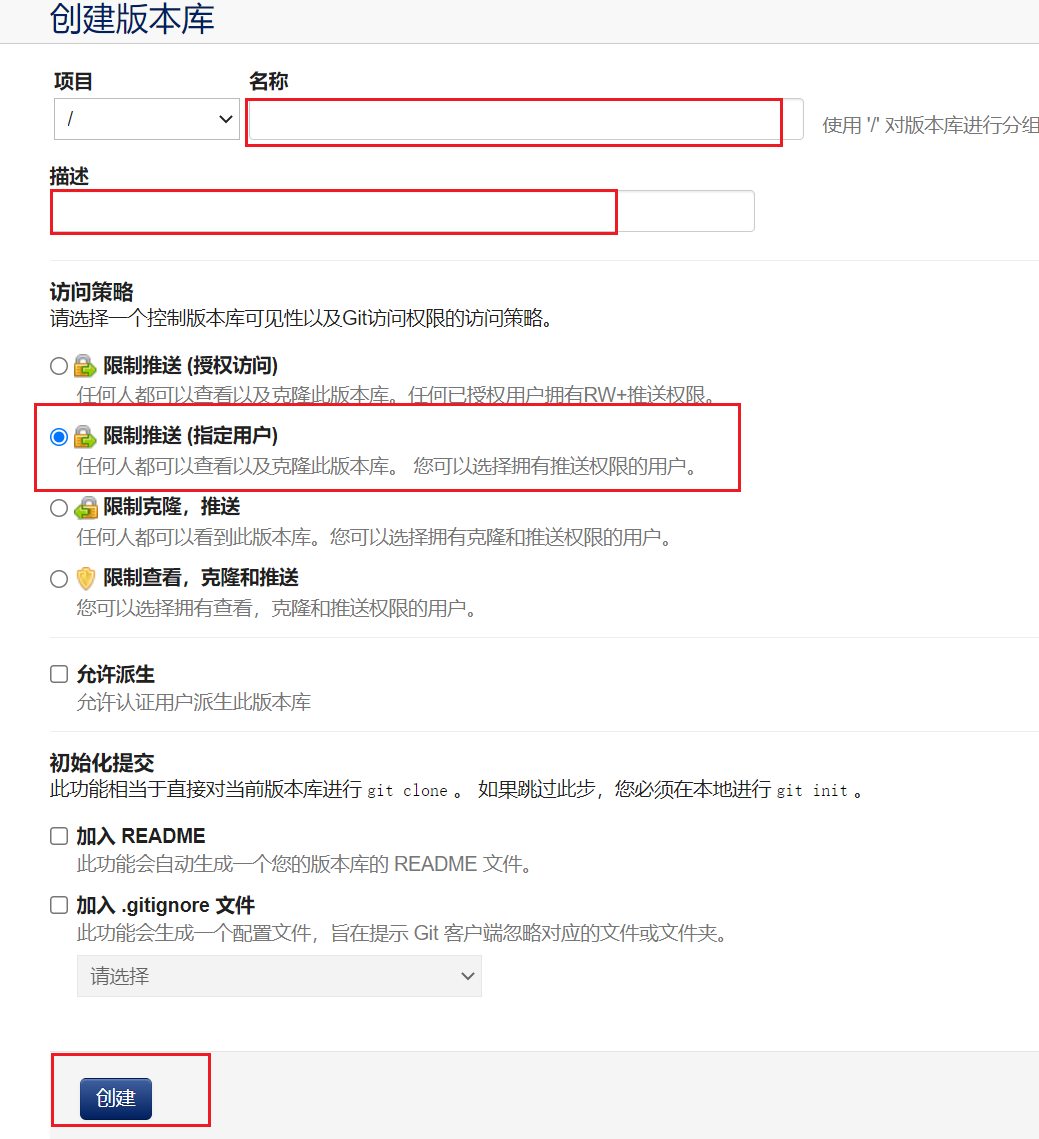 创建版本库
项目
名称
/
使用 '/' 对版本库进行分组
描述
访问策略
请选择一个控制版本库可见性以及Git访问权限的访问策略。
限制推送 (授权访问)
任何人都可以查看以及克隆此版本库。任何已授权用户拥有RW+推送权限。
限制推送 (指定用户)
任何人都可以查看以及克隆此版本库。 您可以选择拥有推送权限的用户。
限制克隆，推送
任何人都可以看到此版本库。您可以选择拥有克隆和推送权限的用户。
限制查看，克隆和推送
您可以选择拥有查看，克隆和推送权限的用户。
允许派生
允许认证用户派生此版本库
初始化提交
此功能相当于直接对当前版本库进行 git clone 。 如果跳过此步，您必须在本地进行 git init 。
加入 README
此功能会自动生成一个您的版本库的 README 文件。
加入 .gitignore 文件
此功能会生成一个配置文件，旨在提示 Git 客户端忽略对应的文件或文件夹。
请选择
创建